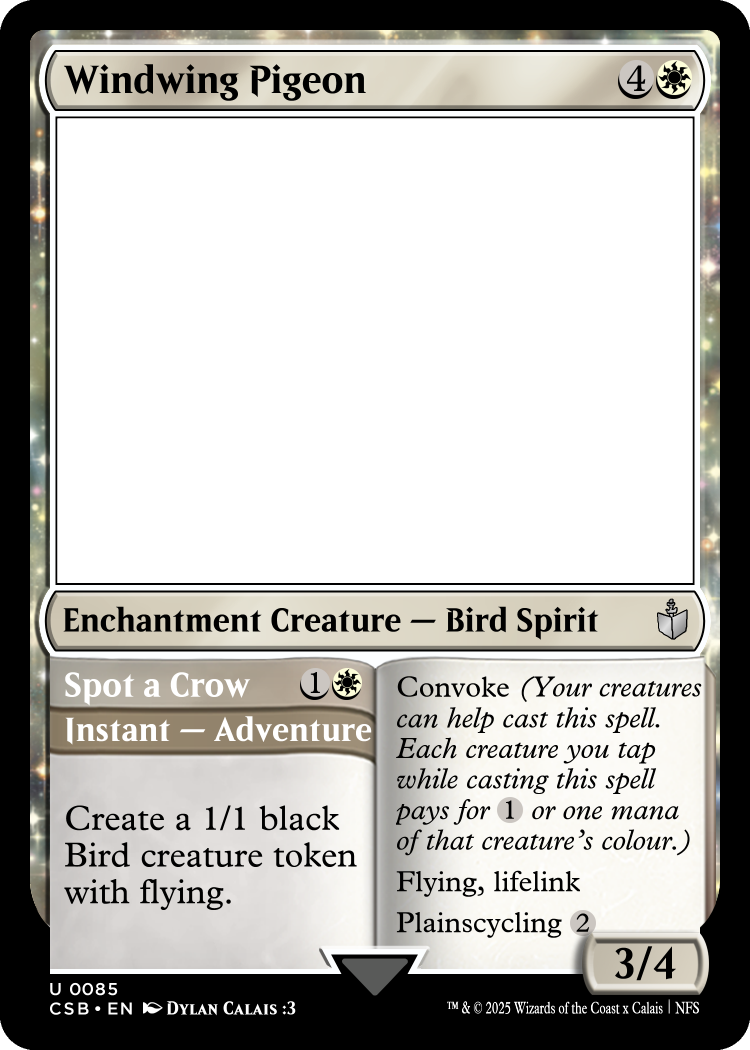 Windwing Pigeon 4
Enchantment Creature — Bird Spirit
Spot a Crow 1
Instant — Adventure
Create a 1/1 black
Bird creature token
with flying.
Convoke (Your creatures
can help cast this spell.
Each creature you tap
while casting this spell
pays for 1 or one mana
of that creature's colour.)
Flying, lifelink
Plainscycling 2
3/4
U 0085
CSB • EN Dylan Calais :3
™ & © 2025 Wizards of the Coast x Calais | NFS